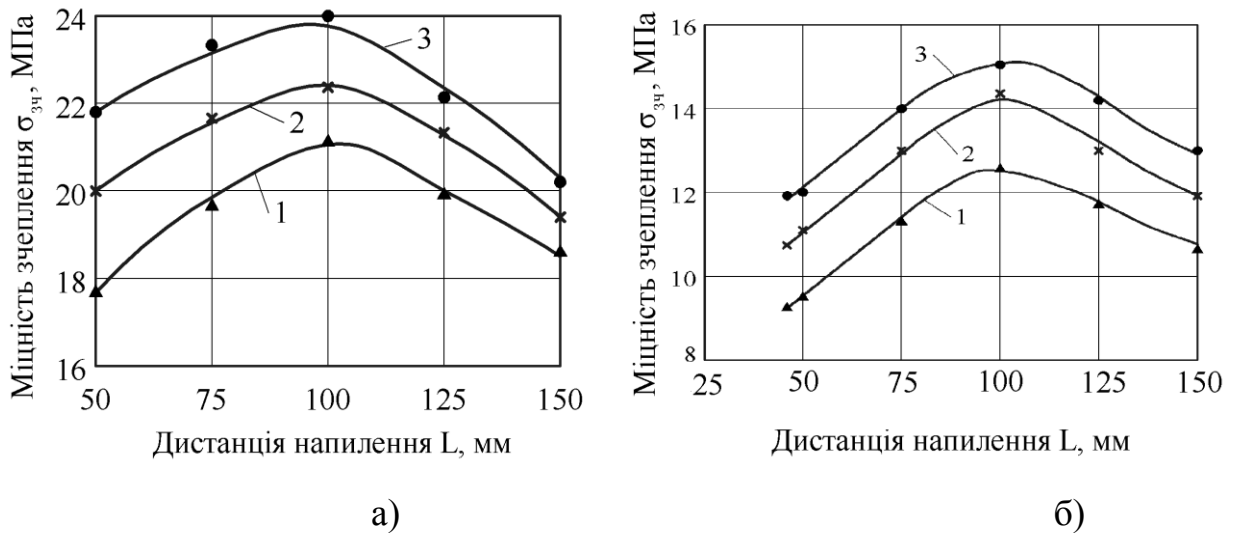 Міцність зчеплення σзч, МПа
24
22
20
18
16
3
2
1
50 75 100 125 150
Дистанція напилення L, мм
а)
Міцність зчеплення σзч, МПа
16
14
12
10
8
3
2
1
25 50 75 100 125 150
Дистанція напилення L, мм
б)